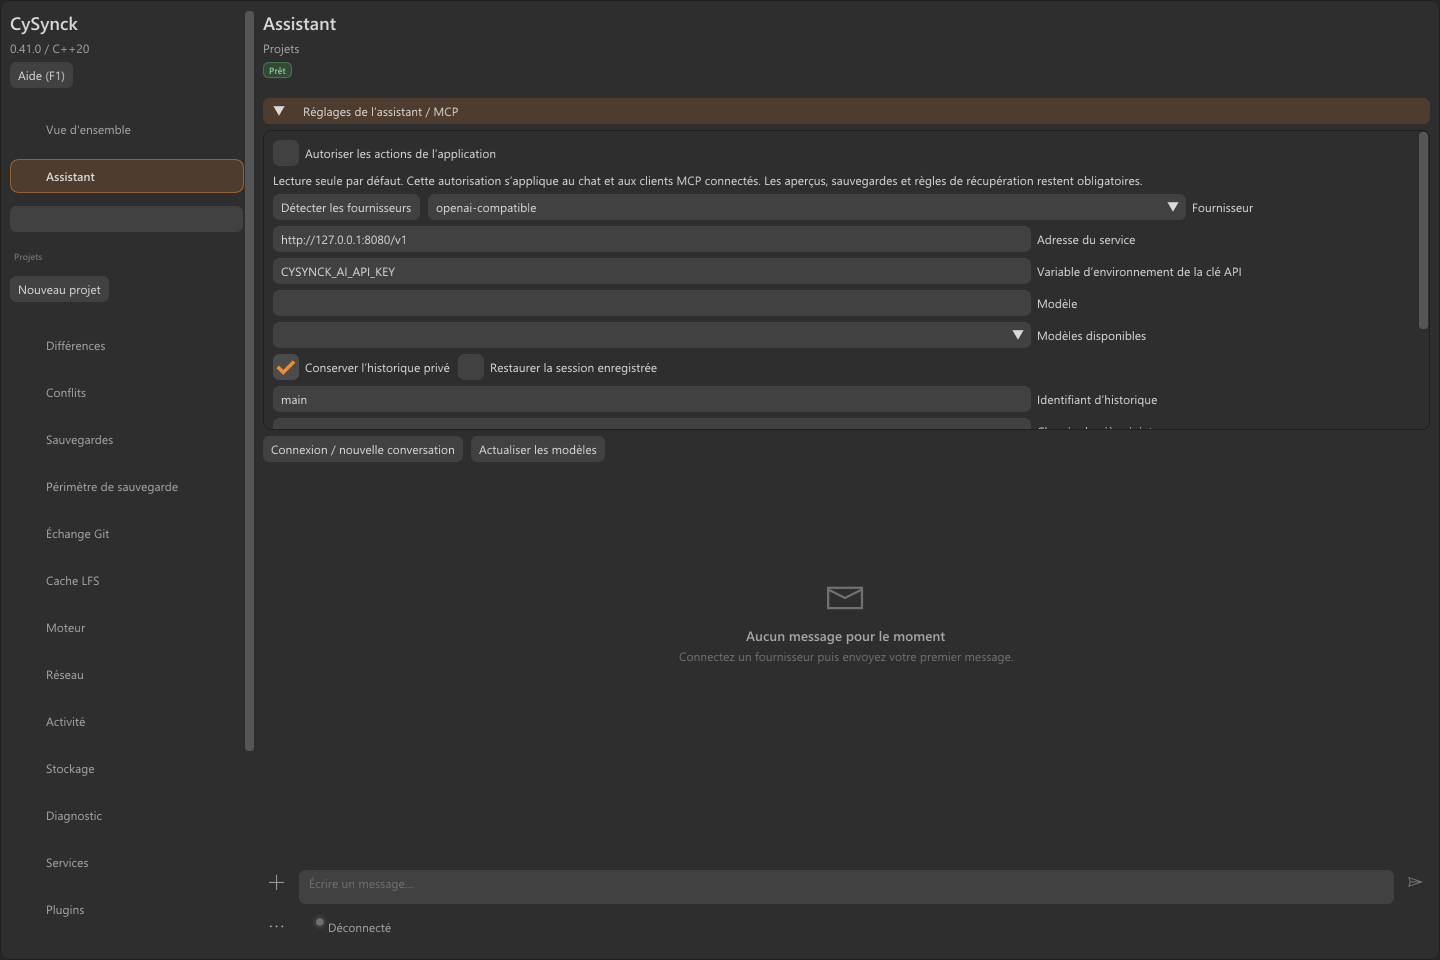 CySynck
0.41.0 / C++20
Aide (F1)
Vue d'ensemble
Assistant
Projets
Nouveau projet
Différences
Conflits
Sauvegardes
Périmètre de sauvegarde
Échange Git
Cache LFS
Moteur
Réseau
Activité
Stockage
Diagnostic
Services
Plugins
Assistant
Projets
Prêt
Réglages de l’assistant / MCP
Autoriser les actions de l’application
Lecture seule par défaut. Cette autorisation s’applique au chat et aux clients MCP connectés. Les aperçus, sauvegardes et règles de récupération restent obligatoires.
Détecter les fournisseurs openai-compatible Fournisseur
http://127.0.0.1:8080/v1 Adresse du service
CYSYNCK_AI_API_KEY Variable d’environnement de la clé API
Modèle
Modèles disponibles
Conserver l’historique privé Restaurer la session enregistrée
main Identifiant d’historique
Connexion / nouvelle conversation Actualiser les modèles
Aucun message pour le moment
Connectez un fournisseur puis envoyez votre premier message.
Écrire un message...
Déconnecté